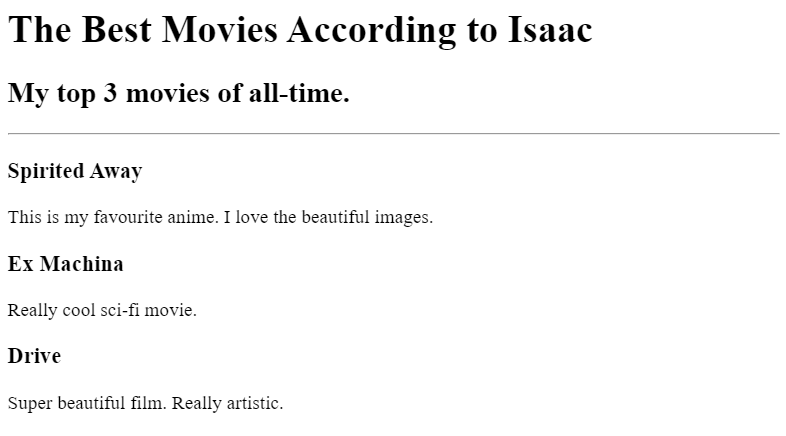 The Best Movies According to Isaac
My top 3 movies of all-time.
Spirited Away
This is my favourite anime. I love the beautiful images.
Ex Machina
Really cool sci-fi movie.
Drive
Super beautiful film. Really artistic.